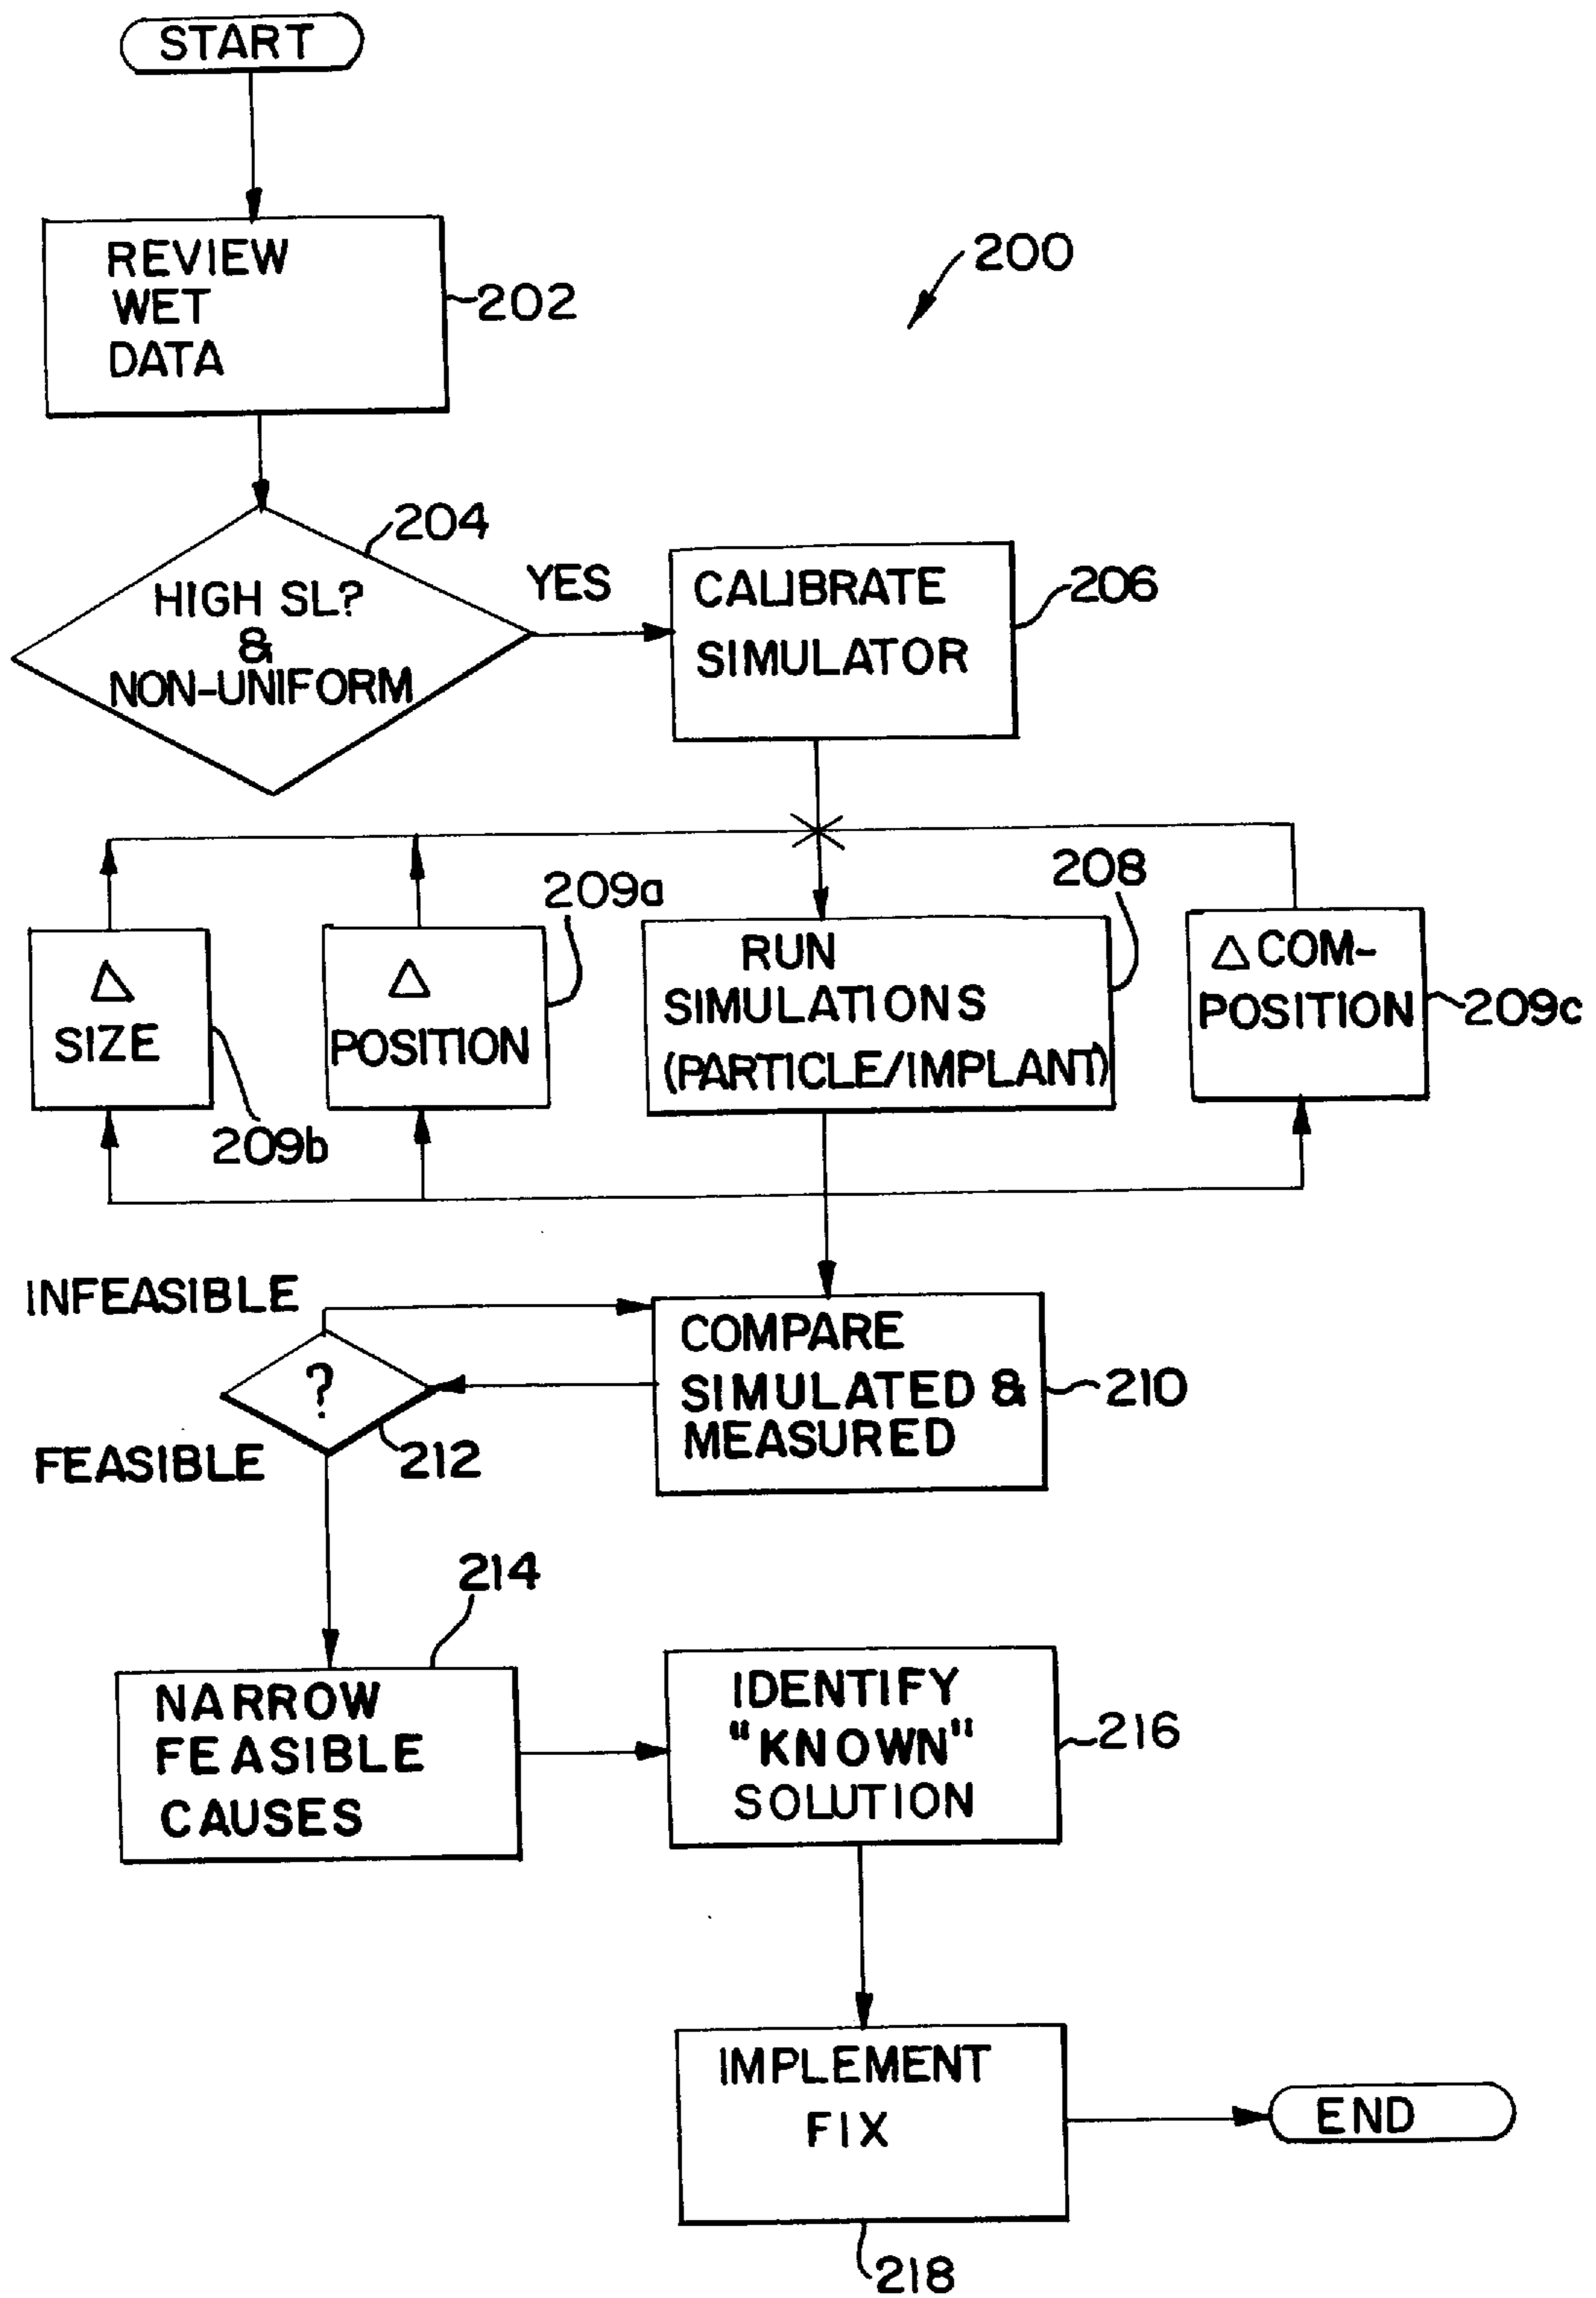 START
REVIEW
WET
DATA
202
200
204
HIGH SL?
&
NON-UNIFORM
YES
CALIBRATE
SIMULATOR
206
209a
208
Δ
SIZE
209b
Δ
POSITION
RUN
SIMULATIONS
(PARTICLE/IMPLANT)
Δ COM-
POSITION
209c
INFEASIBLE
?
FEASIBLE
212
COMPARE
SIMULATED &
MEASURED
210
214
NARROW
FEASIBLE
CAUSES
IDENTIFY
"KNOWN"
SOLUTION
216
IMPLEMENT
FIX
218
END